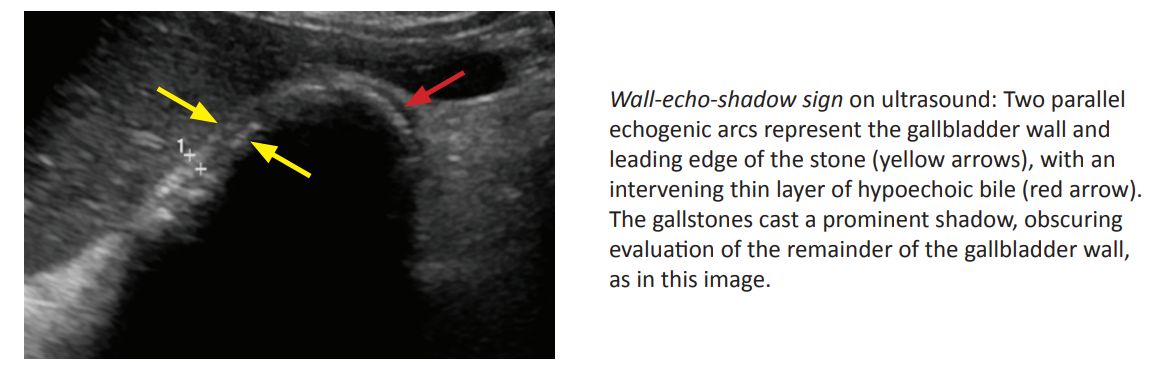 1
Wall-echo-shadow sign on ultrasound: Two parallel
echogenic arcs represent the gallbladder wall and
leading edge of the stone (yellow arrows), with an
intervening thin layer of hypoechoic bile (red arrow).
The gallstones cast a prominent shadow, obscuring
evaluation of the remainder of the gallbladder wall,
as in this image.